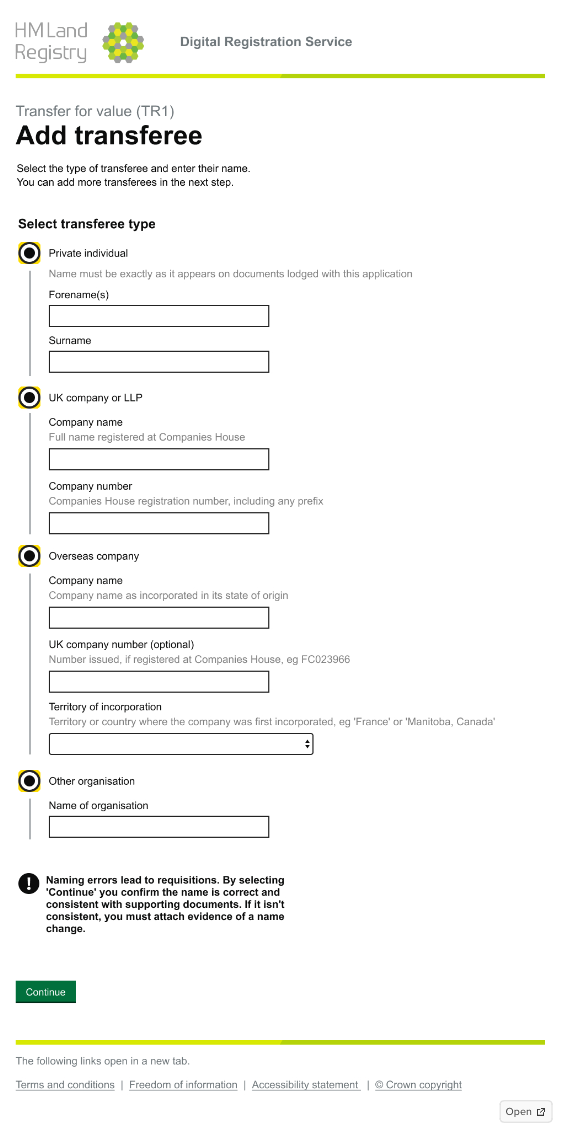 HM Land
Registry
Digital Registration Service
Transfer for value (TR1)
Add transferee
Select the type of transferee and enter their name.
You can add more transferees in the next step.
Select transferee type
Private individual
Name must be exactly as it appears on documents lodged with this application
Forename(s)
Surname
UK company or LLP
Company name
Full name registered at Companies House
Company number
Companies House registration number, including any prefix
Overseas company
Company name
Company name as incorporated in its state of origin
UK company number (optional)
Number issued, if registered at Companies House, eg FC023966
Territory of incorporation
Territory or country where the company was first incorporated, eg 'France' or 'Manitoba, Canada'
Other organisation
Name of organisation
! Naming errors lead to requisitions. By selecting
'Continue' you confirm the name is correct and
consistent with supporting documents. If it isn't
consistent, you must attach evidence of a name
change.
Continue
The following links open in a new tab.
Terms and conditions | Freedom of information | Accessibility statement | © Crown copyright
Open